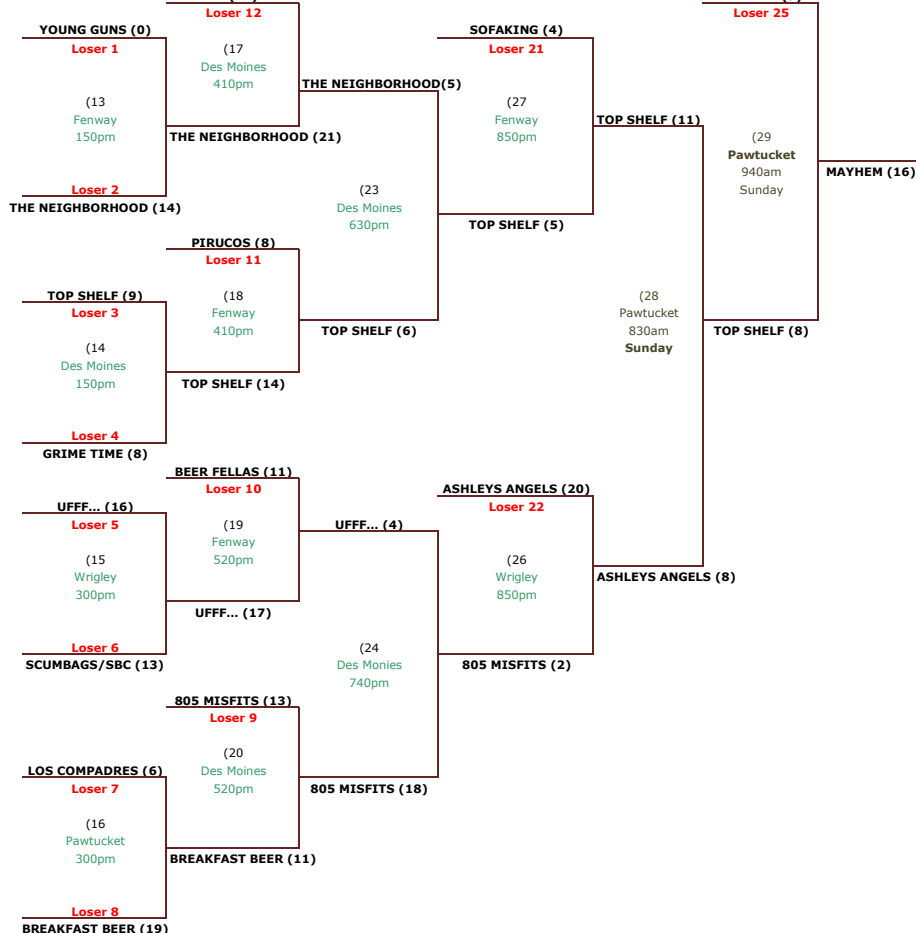 Loser 12
Loser 25
YOUNG GUNS (0)
Loser 1
SOFAKING (4)
Loser 21
(17
Des Moines
410pm
THE NEIGHBORHOOD(5)
(13
Fenway
150pm
(27
Fenway
850pm
TOP SHELF (11)
THE NEIGHBORHOOD (21)
(29
Pawtucket
940am
Sunday
MAYHEM (16)
Loser 2
THE NEIGHBORHOOD (14)
(23
Des Moines
630pm
TOP SHELF (5)
PIRUCOS (8)
Loser 11
TOP SHELF (9)
Loser 3
(18
Fenway
410pm
(28
Pawtucket
830am
Sunday
TOP SHELF (6)
TOP SHELF (8)
(14
Des Moines
150pm
TOP SHELF (14)
Loser 4
GRIME TIME (8)
BEER FELLAS (11)
Loser 10
ASHLEYS ANGELS (20)
Loser 22
UFFF... (16)
Loser 5
(19
Fenway
520pm
UFFF... (4)
(15
Wrigley
300pm
(26
Wrigley
850pm
ASHLEYS ANGELS (8)
UFFF... (17)
Loser 6
SCUMBAGS/SBC (13)
(24
Des Monies
740pm
805 MISFITS (2)
805 MISFITS (13)
Loser 9
(20
Des Moines
520pm
LOS COMPADRES (6)
Loser 7
805 MISFITS (18)
(16
Pawtucket
300pm
BREAKFAST BEER (11)
Loser 8
BREAKFAST BEER (19)